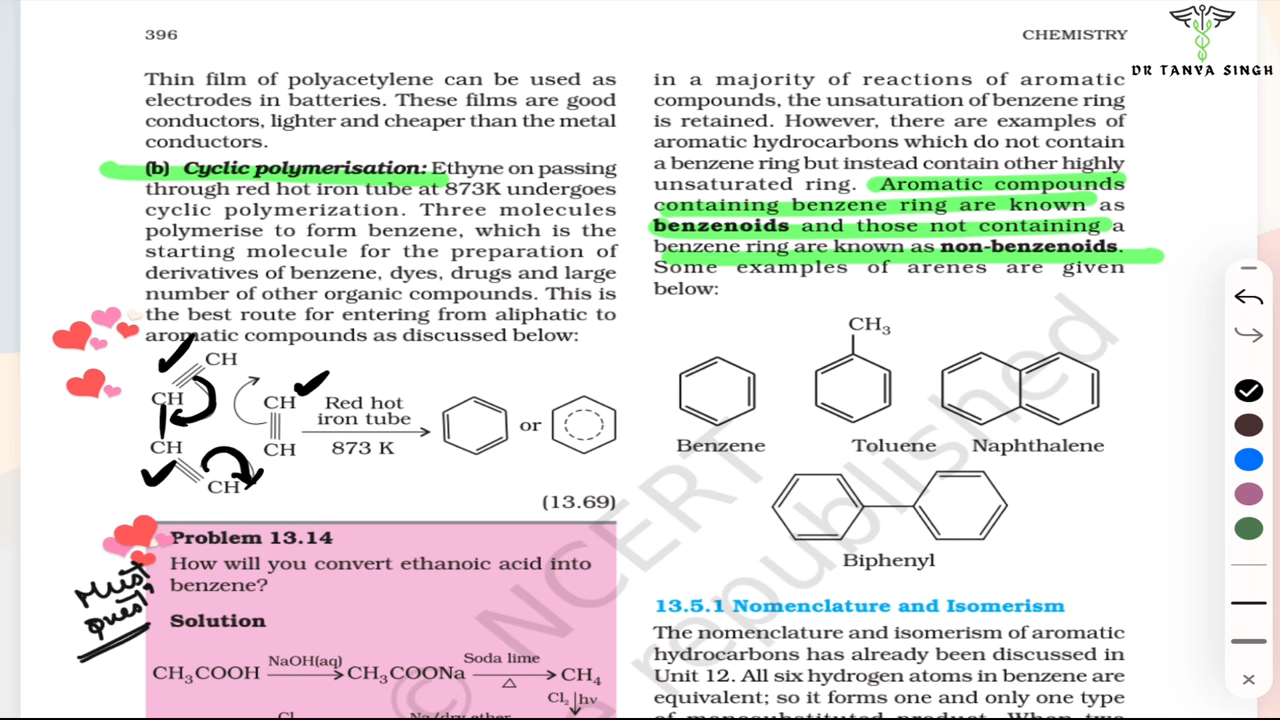 396
CHEMISTRY
DR TANYA SINGH
Thin film of polyacetylene can be used as
electrodes in batteries. These films are good
conductors, lighter and cheaper than the metal
conductors.
(b) Cyclic polymerisation: Ethyne on passing
through red hot iron tube at 873K undergoes
cyclic polymerization. Three molecules
polymerise to form benzene, which is the
starting molecule for the preparation of
derivatives of benzene, dyes, drugs and large
number of other organic compounds. This is
the best route for entering from aliphatic to
aromatic compounds as discussed below:
CH
CH
CH
CH
CH
CH
Red hot
iron tube
873 K
or
(13.69)
Problem 13.14
How will you convert ethanoic acid into
benzene?
Must
quest
Solution
CH₃COOH NaOH(aq) CH₃COONa Soda lime Δ CH₄
Cl₂ hν
Cl Na/dry ether
in a majority of reactions of aromatic
compounds, the unsaturation of benzene ring
is retained. However, there are examples of
aromatic hydrocarbons which do not contain
a benzene ring but instead contain other highly
unsaturated ring. Aromatic compounds
containing benzene ring are known as
benzenoids and those not containing a
benzene ring are known as non-benzenoids.
Some examples of arenes are given
below:
CH₃
Benzene Toluene Naphthalene
Biphenyl
13.5.1 Nomenclature and Isomerism
The nomenclature and isomerism of aromatic
hydrocarbons has already been discussed in
Unit 12. All six hydrogen atoms in benzene are
equivalent; so it forms one and only one type
of monosubstituted product. When two
© NCERT
republished